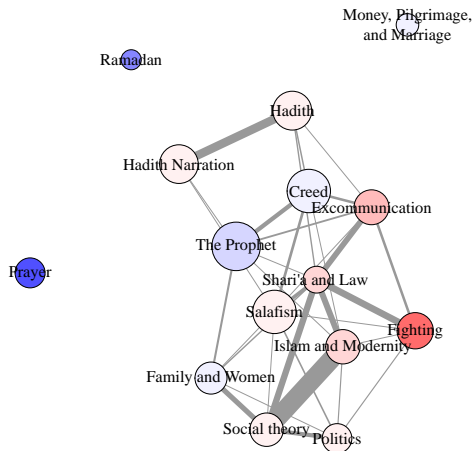 Money, Pilgrimage,
and Marriage
Ramadan
Hadith
Hadith Narration
Creed
Excommunication
The Prophet
Prayer
Shari'a and Law
Salafism
Fighting
Islam and Modernity
Family and Women
Social theory
Politics